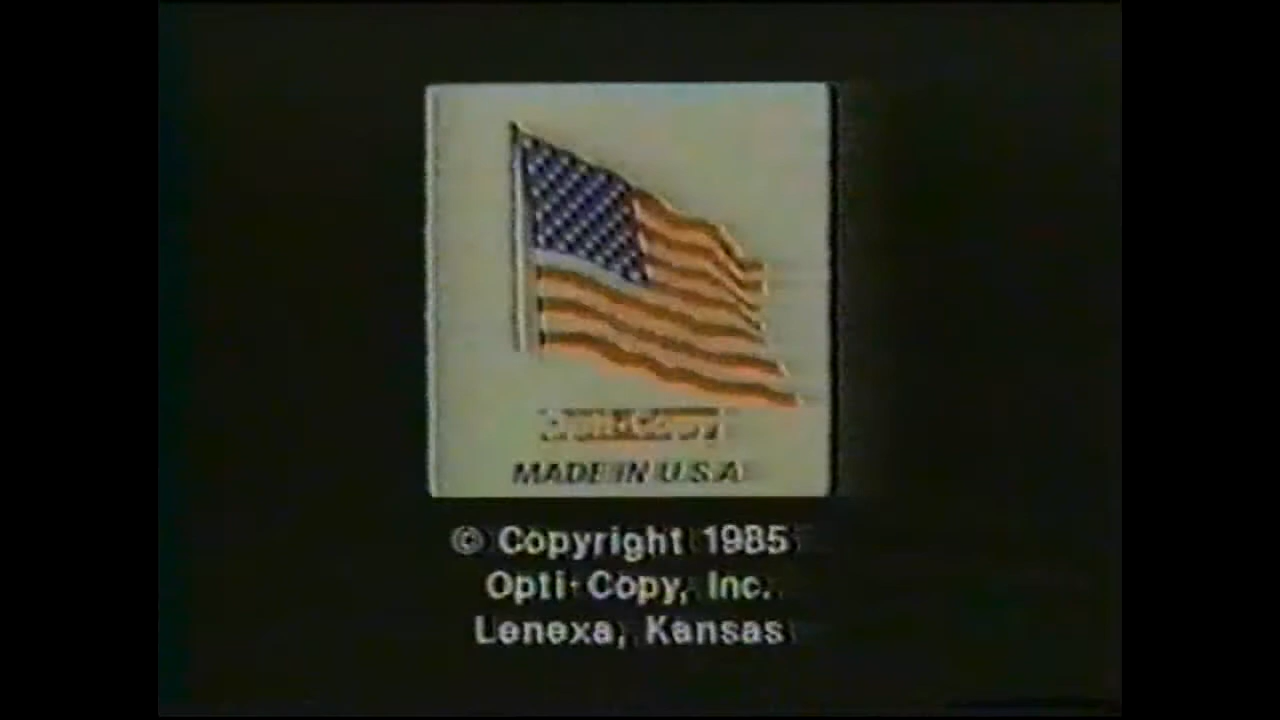 MADE IN U.S.A.
© Copyright 1985
Opti-Copy, Inc.
Lenexa, Kansas